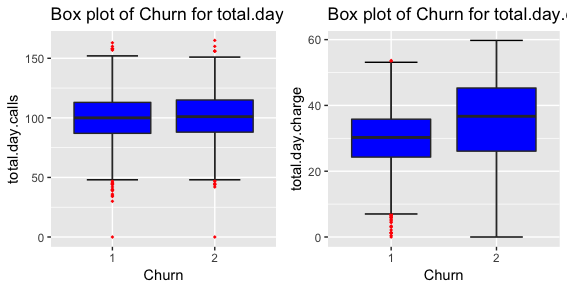 Box plot of Churn for total.day
total.day.calls
150
100
50
0
1
2
Churn
Box plot of Churn for total.day.
total.day.charge
60
40
20
0
1
2
Churn